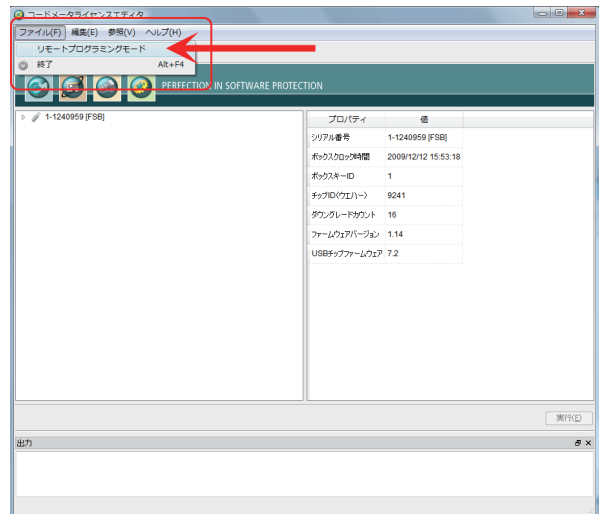 コードメータライセンスエディタ
ファイル(F) 編集(E) 参照(V) ヘルプ(H)
リモートプログラミングモード
終了 Alt+F4
PERFECTION IN SOFTWARE PROTECTION
1-1240959 [FSB]
プロパティ 値
シリアル番号 1-1240959 [FSB]
ボックスクロック時間 2009/12/12 15:53:18
ボックスキーID 1
チップID(ウエハー) 9241
ダウングレードカウント 16
ファームウェアバージョン 1.14
USBチップファームウェア 7.2
実行(E)
出力